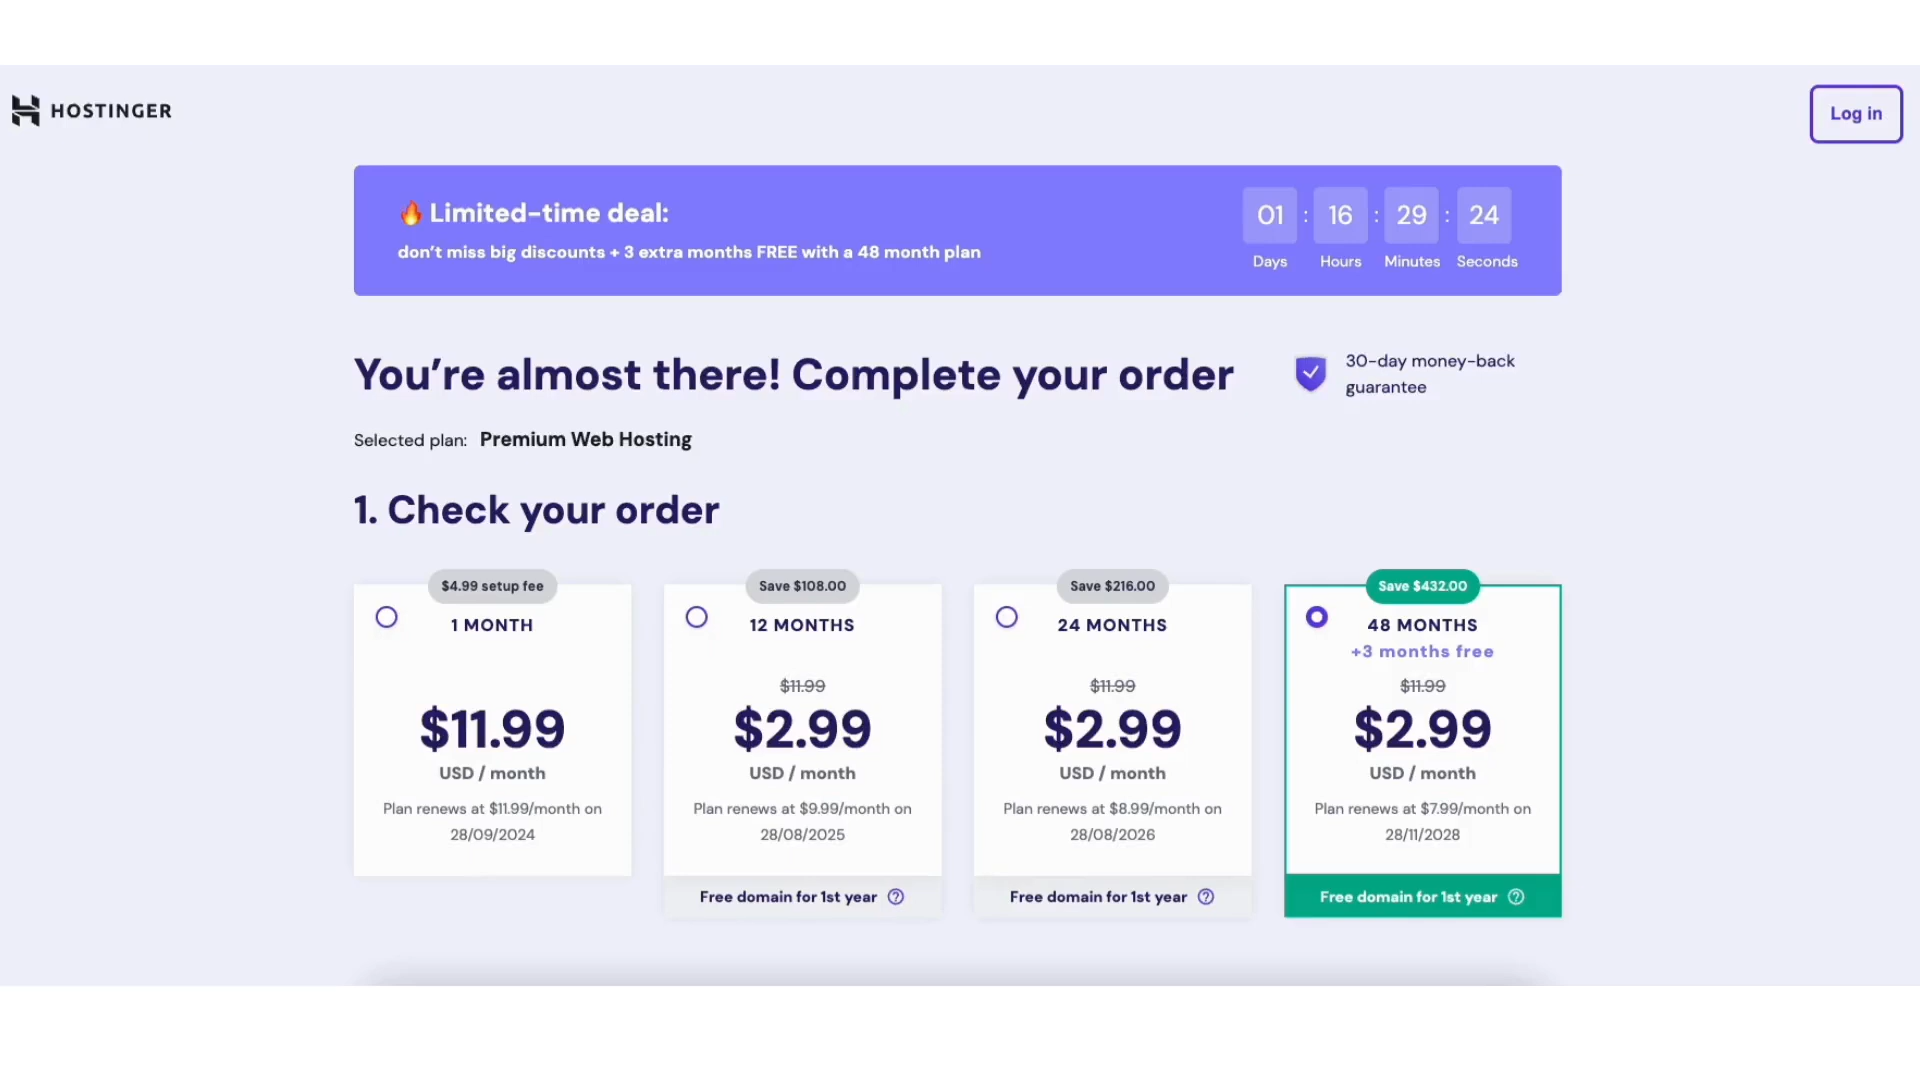 HOSTINGER
Log in
🔥 Limited-time deal:
don’t miss big discounts + 3 extra months FREE with a 48 month plan
01 : 16 : 29 : 24
Days Hours Minutes Seconds
You’re almost there! Complete your order
30-day money-back
guarantee
Selected plan: Premium Web Hosting
1. Check your order
$4.99 setup fee
1 MONTH
$11.99
USD / month
Plan renews at $11.99/month on
28/09/2024
Save $108.00
12 MONTHS
$11.99
$2.99
USD / month
Plan renews at $9.99/month on
28/08/2025
Free domain for 1st year ?
Save $216.00
24 MONTHS
$11.99
$2.99
USD / month
Plan renews at $8.99/month on
28/08/2026
Free domain for 1st year ?
Save $432.00
48 MONTHS
+3 months free
$11.99
$2.99
USD / month
Plan renews at $7.99/month on
28/11/2028
Free domain for 1st year ?